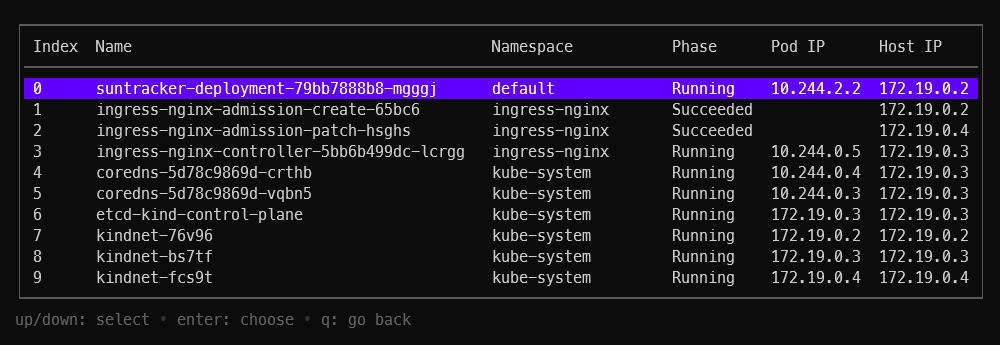 Index Name Namespace Phase Pod IP Host IP
0 suntracker-deployment-79bb7888b8-mgggj default Running 10.244.2.2 172.19.0.2
1 ingress-nginx-admission-create-65bc6 ingress-nginx Succeeded 172.19.0.2
2 ingress-nginx-admission-patch-hsghs ingress-nginx Succeeded 172.19.0.4
3 ingress-nginx-controller-5bb6b499dc-lcrgg ingress-nginx Running 10.244.0.5 172.19.0.3
4 coredns-5d78c9869d-crthb kube-system Running 10.244.0.4 172.19.0.3
5 coredns-5d78c9869d-vqbn5 kube-system Running 10.244.0.3 172.19.0.3
6 etcd-kind-control-plane kube-system Running 172.19.0.3 172.19.0.3
7 kindnet-76v96 kube-system Running 172.19.0.2 172.19.0.2
8 kindnet-bs7tf kube-system Running 172.19.0.3 172.19.0.3
9 kindnet-fcs9t kube-system Running 172.19.0.4 172.19.0.4
up/down: select • enter: choose • q: go back